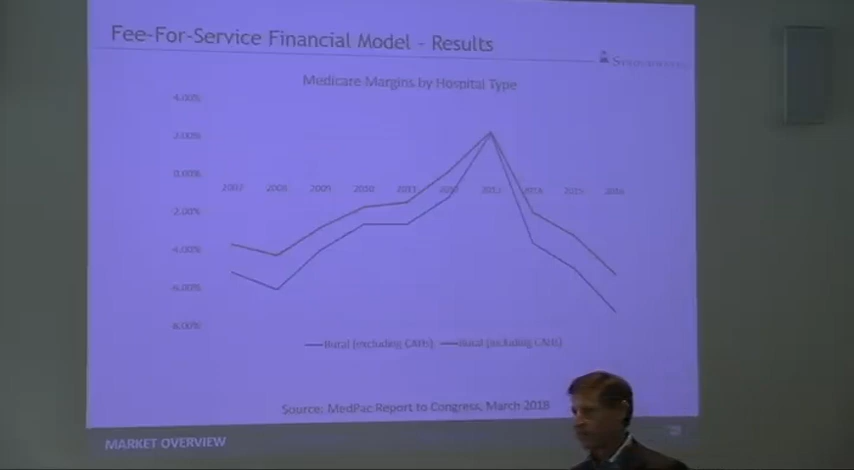 Fee-For-Service Financial Model - Results
Medicare Margins by Hospital Type
4.00%
2.00%
0.00%
2007 2008 2009 2010 2011 2012 2013 2014 2015 2016
2.00%
4.00%
6.00%
8.00%
Rural (excluding CAHs) Rural (including CAHs)
Source: MedPac Report to Congress, March 2018
MARKET OVERVIEW